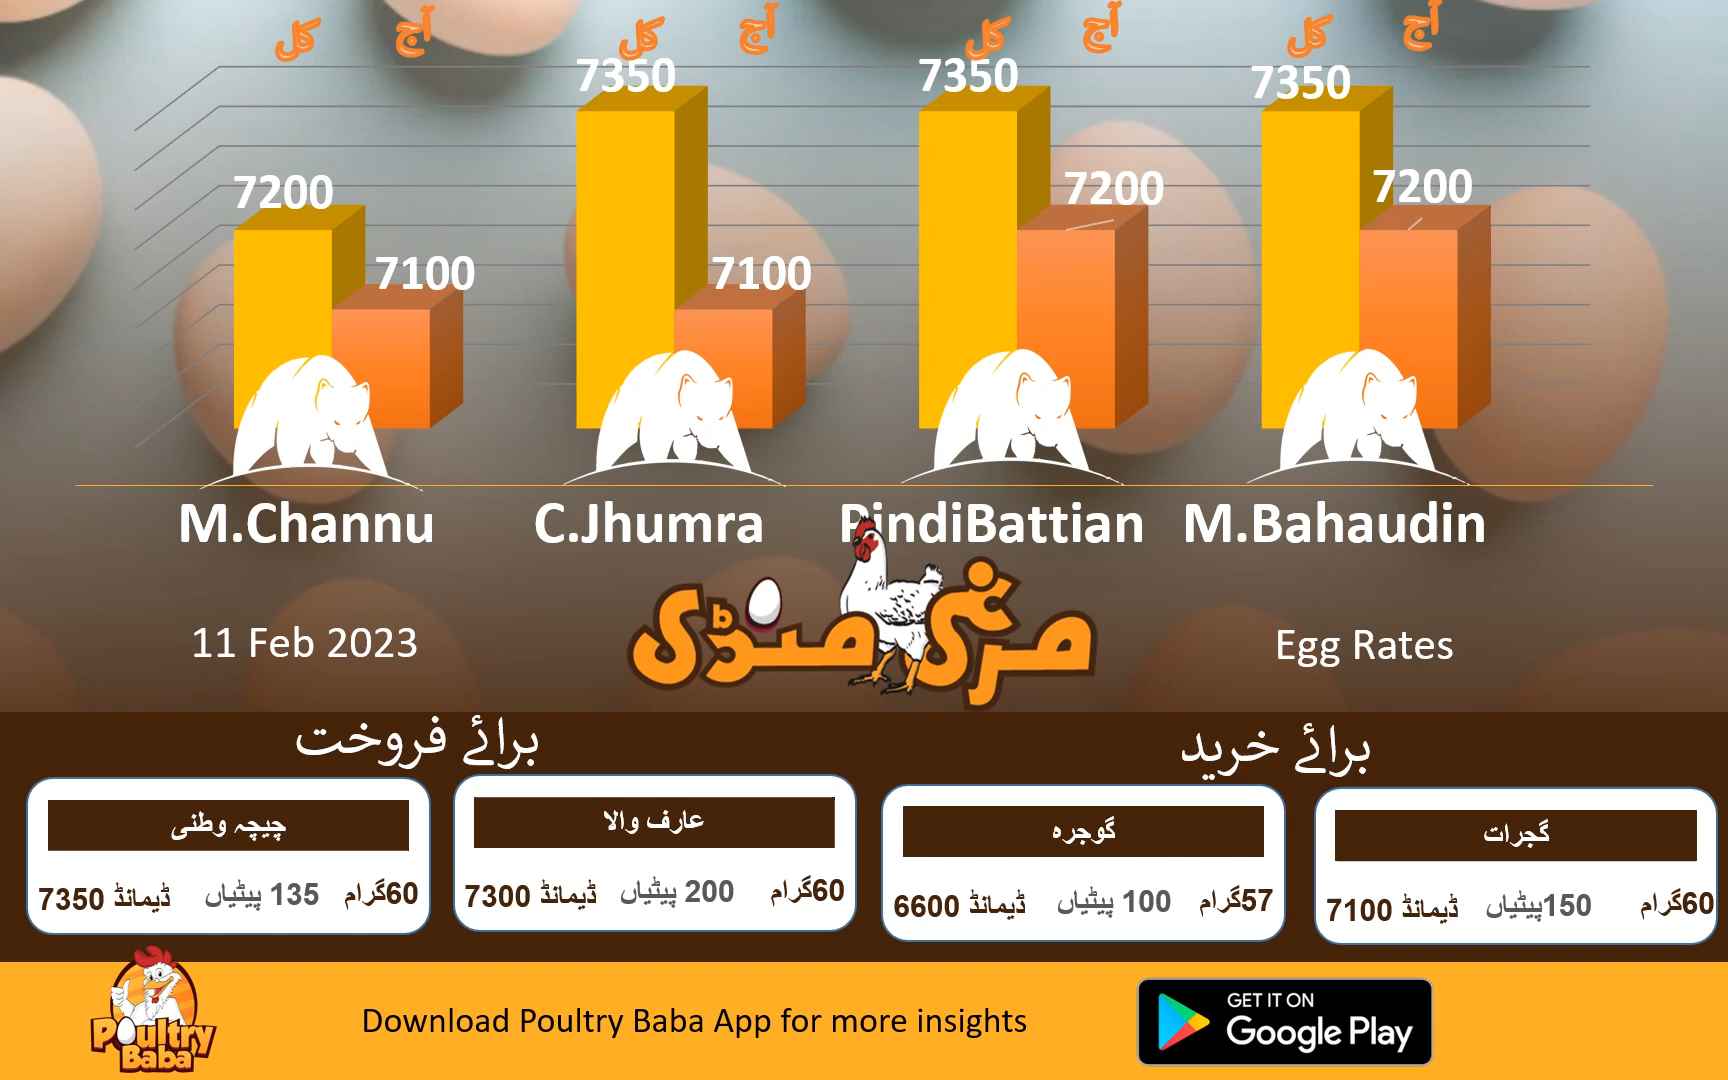 کل آج کل آج کل آج کل آج
7200 7100 7350 7100 7350 7200 7350 7200
M.Channu C.Jhumra PindiBattian M.Bahaudin
11 Feb 2023
مرغی منڈی
Egg Rates
برائے فروخت
برائے خرید
چیچہ وطنی
60گرام 135 پیٹیاں ڈیمانڈ 7350
عارف والا
60گرام 200 پیٹیاں ڈیمانڈ 7300
گوجرہ
57گرام 100 پیٹیاں ڈیمانڈ 6600
گجرات
60گرام 150پیٹیاں ڈیمانڈ 7100
Poultry
Baba
Download Poultry Baba App for more insights
GET IT ON
Google Play